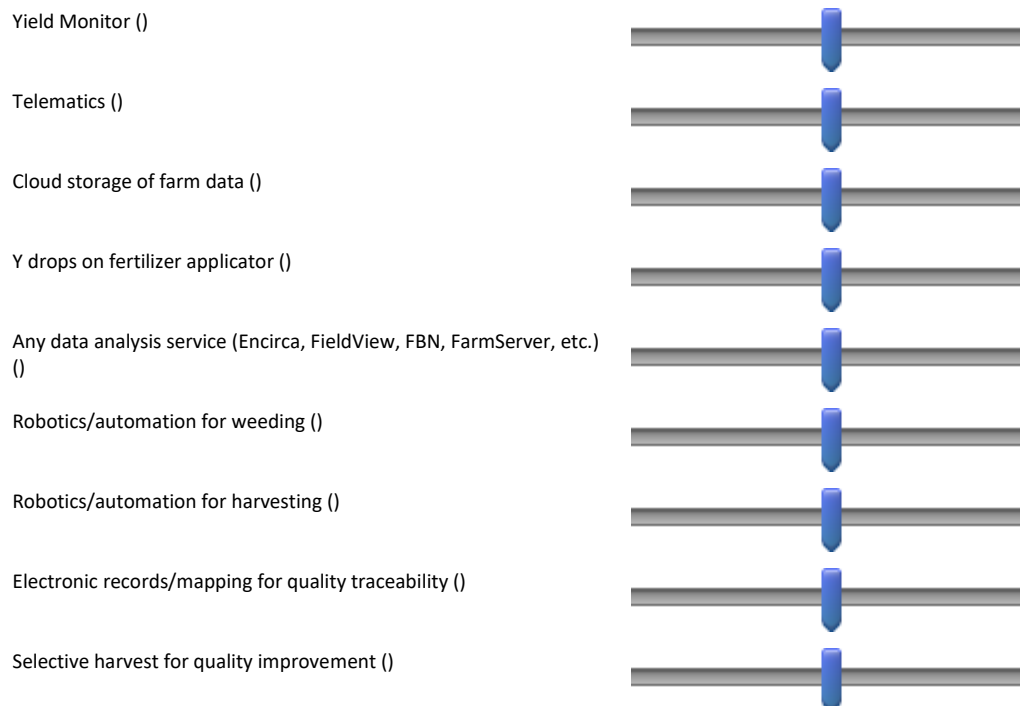 Yield Monitor ()
Telematics ()
Cloud storage of farm data ()
Y drops on fertilizer applicator ()
Any data analysis service (Encirca, FieldView, FBN, FarmServer, etc.)
()
Robotics/automation for weeding ()
Robotics/automation for harvesting ()
Electronic records/mapping for quality traceability ()
Selective harvest for quality improvement ()